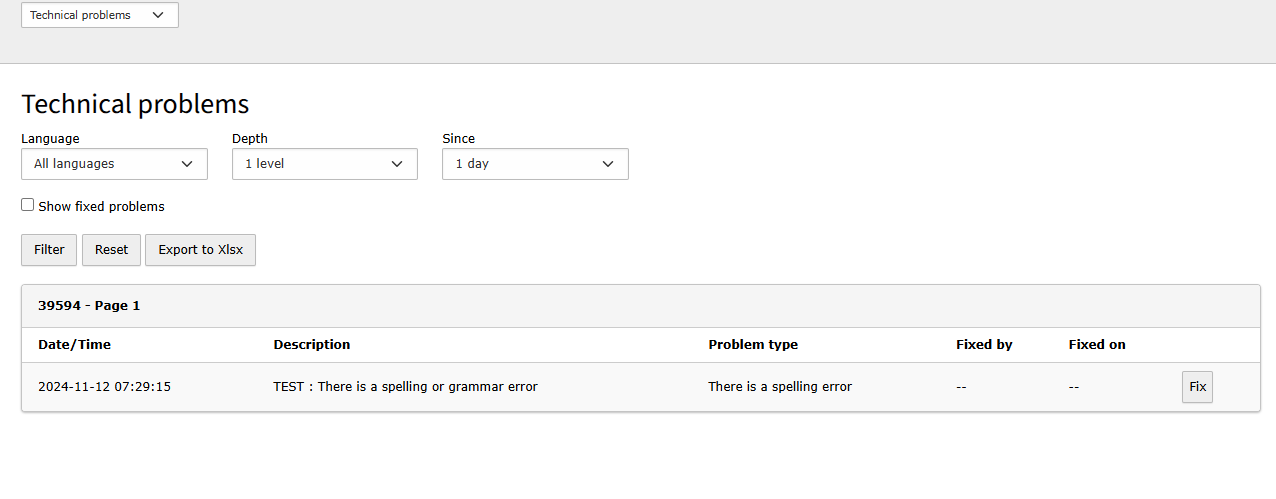 Technical problems
Technical problems
Language Depth Since
All languages 1 level 1 day
Show fixed problems
Filter Reset Export to Xlsx
39594 - Page 1
Date/Time Description Problem type Fixed by Fixed on
2024-11-12 07:29:15 TEST : There is a spelling or grammar error There is a spelling error -- -- Fix